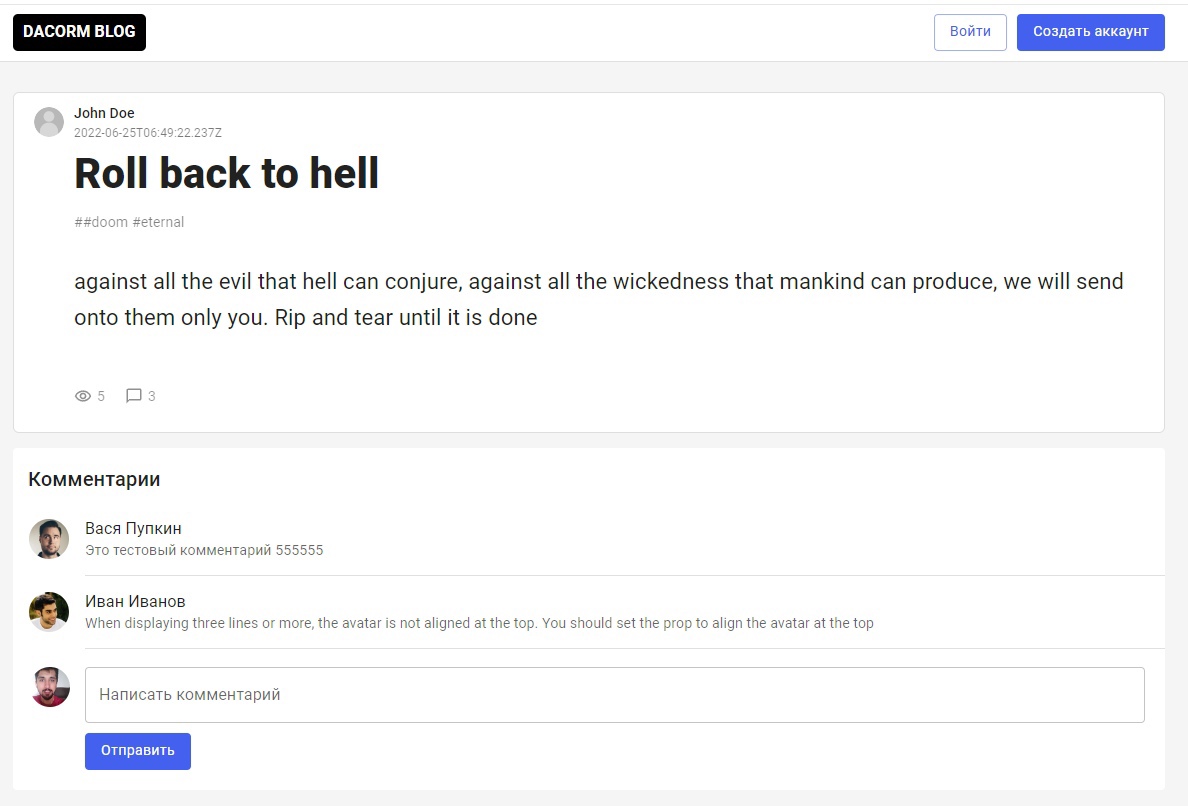 DACORM BLOG
Войти
Создать аккаунт
John Doe
2022-06-25T06:49:22.237Z
Roll back to hell
##doom #eternal
against all the evil that hell can conjure, against all the wickedness that mankind can produce, we will send
onto them only you. Rip and tear until it is done
5
3
Комментарии
Вася Пупкин
Это тестовый комментарий 555555
Иван Иванов
When displaying three lines or more, the avatar is not aligned at the top. You should set the prop to align the avatar at the top
Написать комментарий
Отправить